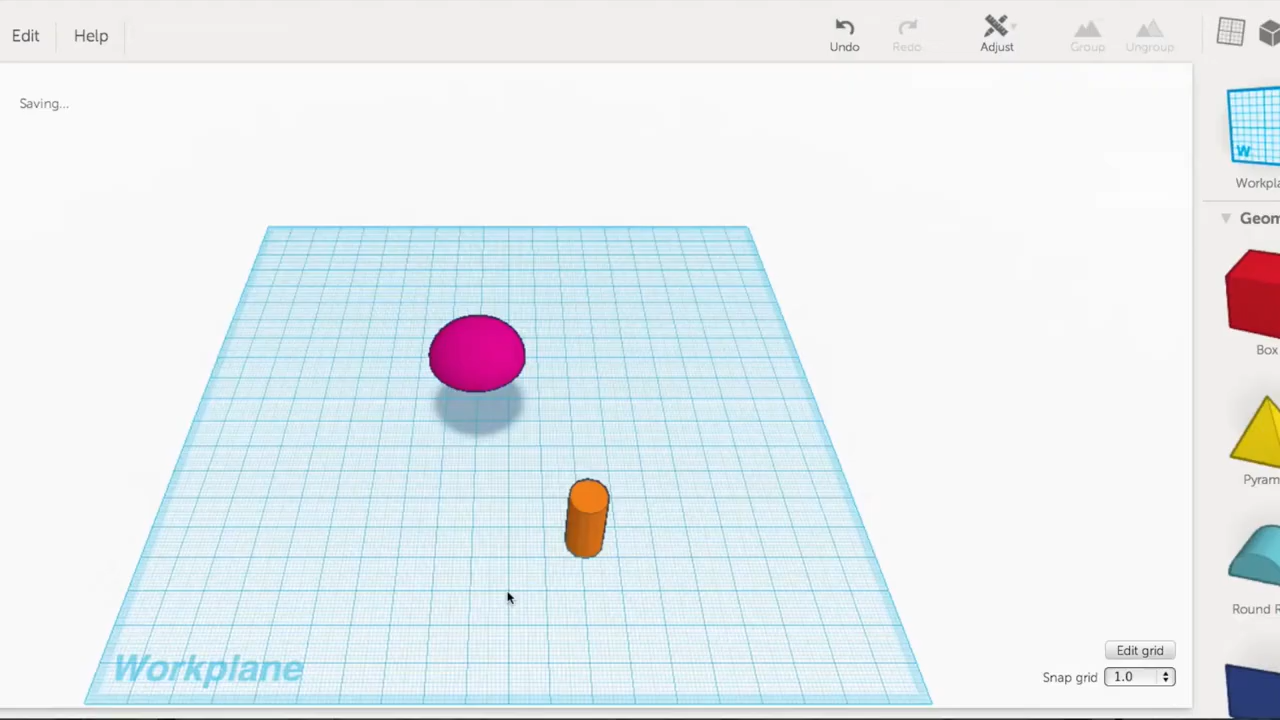 Edit
Help
Undo
Redo
Adjust
Group
Ungroup
Saving...
W
Workpla
Geom
Box
Pyram
Round R
Workplane
Edit grid
Snap grid
1.0